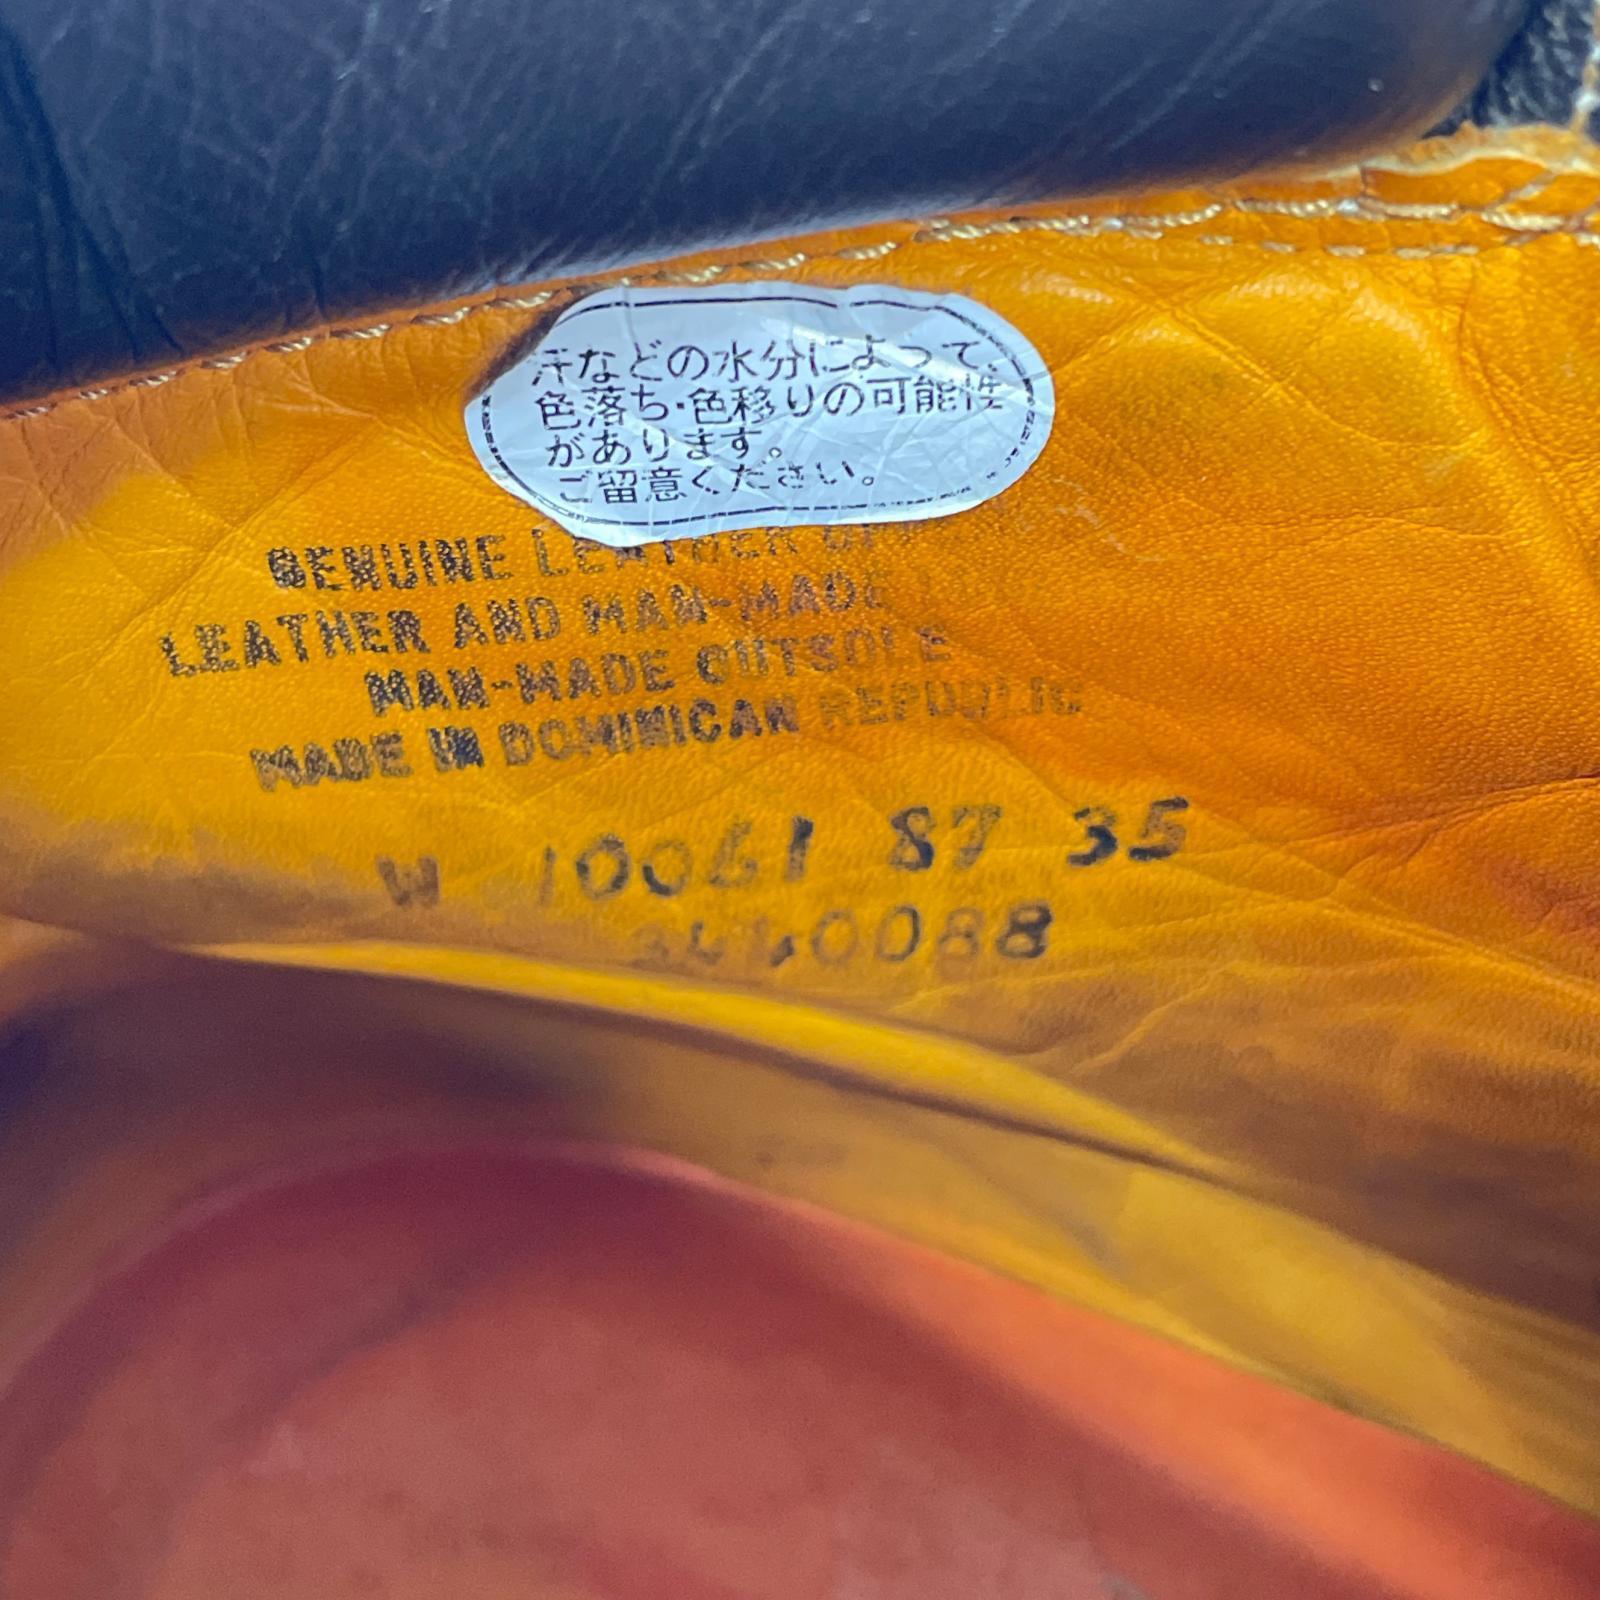 汗などの水分によって、
色落ち・色移りの可能性
があります。
ご留意ください。
GENUINE LEATHER
LEATHER AND MAN-MADE
MAN-MADE OUTSOLE
MADE IN DOMINICAN REPUBLIC
W 10061 87 35